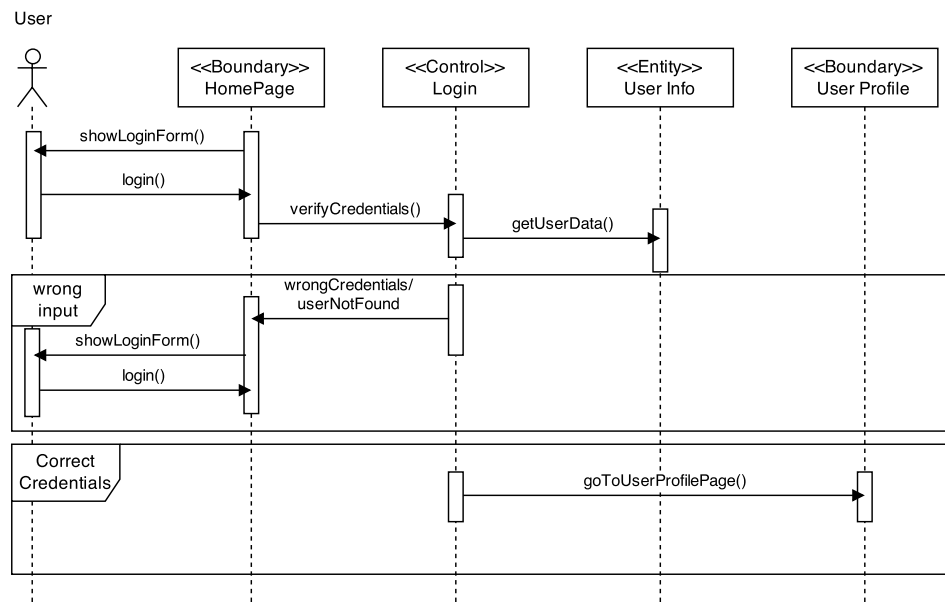 User
<<Boundary>>
HomePage
<<Control>>
Login
<<Entity>>
User Info
<<Boundary>>
User Profile
showLoginForm()
login()
verifyCredentials()
getUserData()
wrong
input
wrongCredentials/
userNotFound
showLoginForm()
login()
Correct
Credentials
goToUserProfilePage()